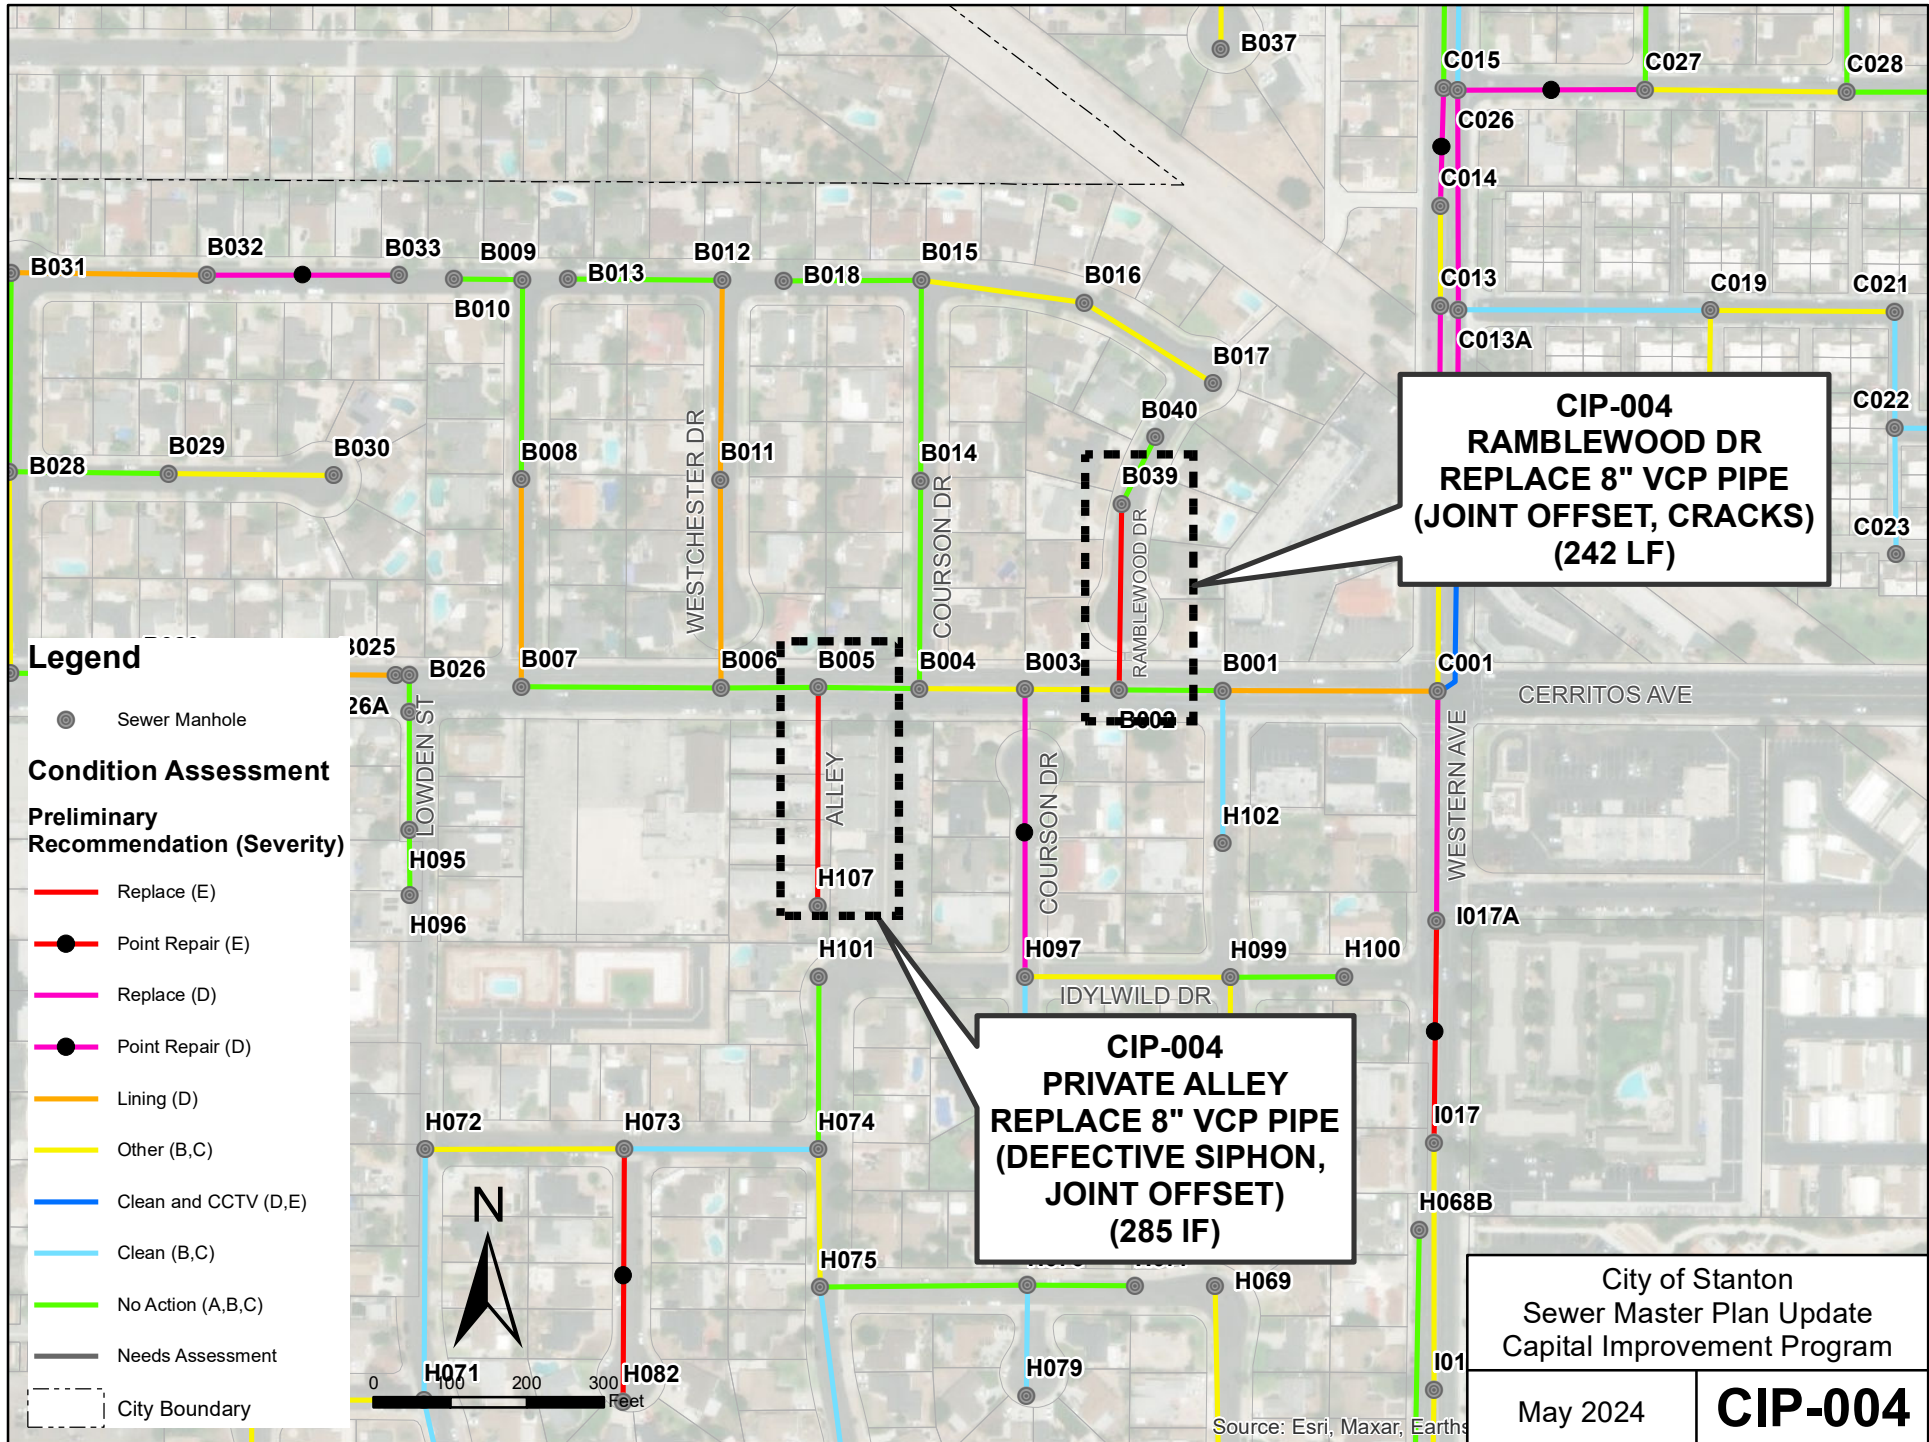 B037
C015
C027
C028
C026
C014
B031
B032
B033
B009
B010
B013
B012
B018
B015
B016
B017
C013
C019
C021
C013A
C022
C023
B040
B028
B029
B030
B008
B011
B014
B039
WESTCHESTER DR
COURSON DR
RAMBLEWOOD DR
CIP-004
RAMBLEWOOD DR
REPLACE 8" VCP PIPE
(JOINT OFFSET, CRACKS)
(242 LF)
B025
B026
26A
B007
B006
B005
B004
B003
B002
B001
C001
CERRITOS AVE
LOWDEN ST
ALLEY
COURSON DR
WESTERN AVE
H102
H095
H096
H107
H101
H097
H099
H100
I017A
IDYLWILD DR
CIP-004
PRIVATE ALLEY
REPLACE 8" VCP PIPE
(DEFECTIVE SIPHON,
JOINT OFFSET)
(285 lF)
H072
H073
H074
I017
H068B
H075
H069
H071
H082
H079
I01
Legend
Sewer Manhole
Condition Assessment
Preliminary
Recommendation (Severity)
Replace (E)
Point Repair (E)
Replace (D)
Point Repair (D)
Lining (D)
Other (B,C)
Clean and CCTV (D,E)
Clean (B,C)
No Action (A,B,C)
Needs Assessment
City Boundary
N
0 100 200 300
Feet
Source: Esri, Maxar, Earths
City of Stanton
Sewer Master Plan Update
Capital Improvement Program
May 2024
CIP-004